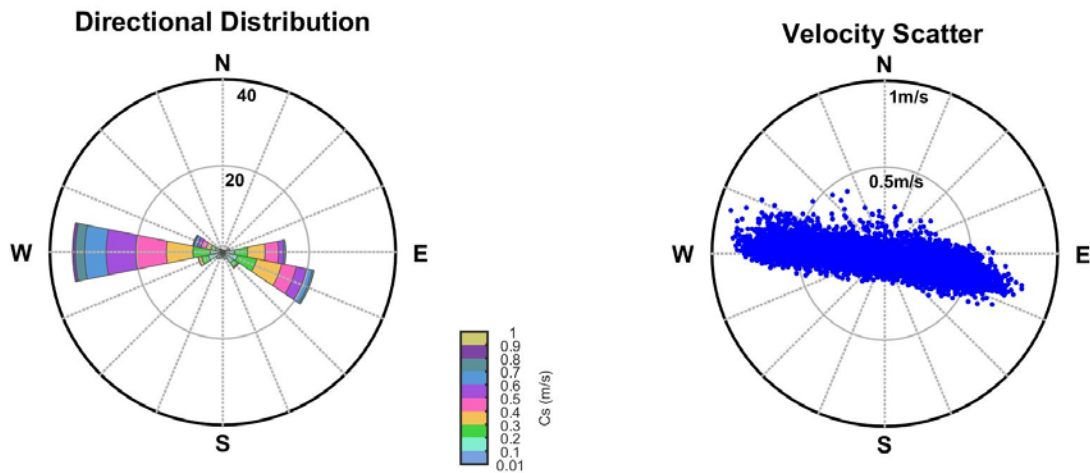 Directional Distribution
N
40
20
W
E
S
1
0.9
0.8
0.7
0.6
0.5
0.4
0.3
0.2
0.1
0.01
Cs (m/s)
Velocity Scatter
N
1m/s
0.5m/s
W
E
S